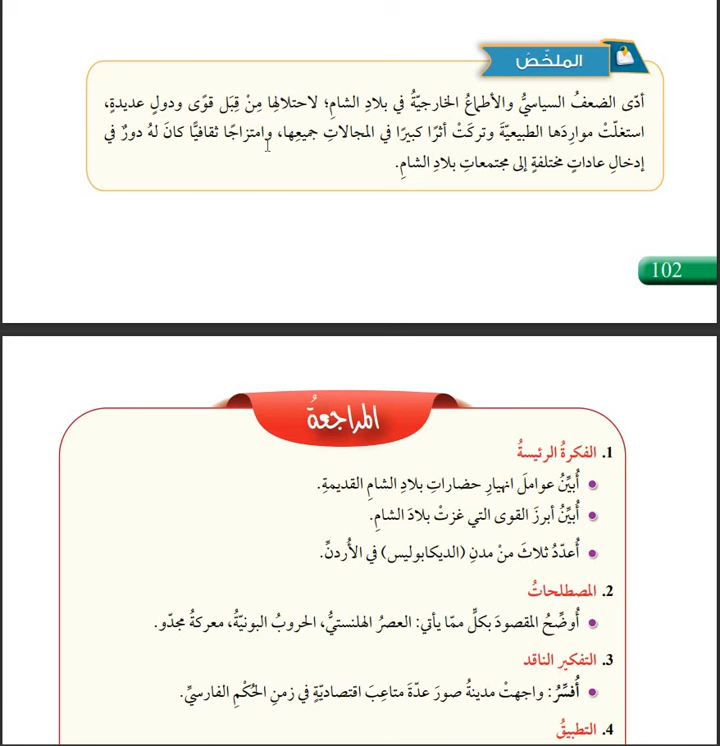 الملخّصُ
أدّى الضعفُ السياسيُّ والأطماعُ الخارجيّةُ في بلادِ الشامِ؛ لاحتلالِها مِنْ قِبَل قوًى ودولٍ عديدةٍ،
استغلّتْ موارِدَها الطبيعيّةَ وتركَتْ أثرًا كبيرًا في المجالاتِ جميعِها، وامتزاجًا ثقافيًّا كانَ لهُ دورٌ في
إدخالِ عاداتٍ مختلفةٍ إلى مجتمعاتِ بلادِ الشامِ.
102
المراجعةُ
1. الفكرةُ الرئيسةُ
● أُبيِّنُ عواملَ انهيارِ حضاراتِ بلادِ الشامِ القديمةِ.
● أُبيِّنُ أبرزَ القوى التي غزتْ بلادَ الشامِ.
● أُعدّدُ ثلاثَ منْ مدنِ (الديكابوليس) في الأُردنِّ.
2. المصطلحاتُ
● أُوضِّحُ المقصودَ بكلٍّ ممّا يأتي: العصرُ الهلنستيُّ، الحروبُ البونيّةُ، معركةُ مجدّو.
3. التفكير الناقد
● أُفسِّرُ: واجهتْ مدينةُ صورَ عدّةَ متاعِبَ اقتصاديّةٍ في زمنِ الحُكْمِ الفارسيِّ.
4. التطبيقُ